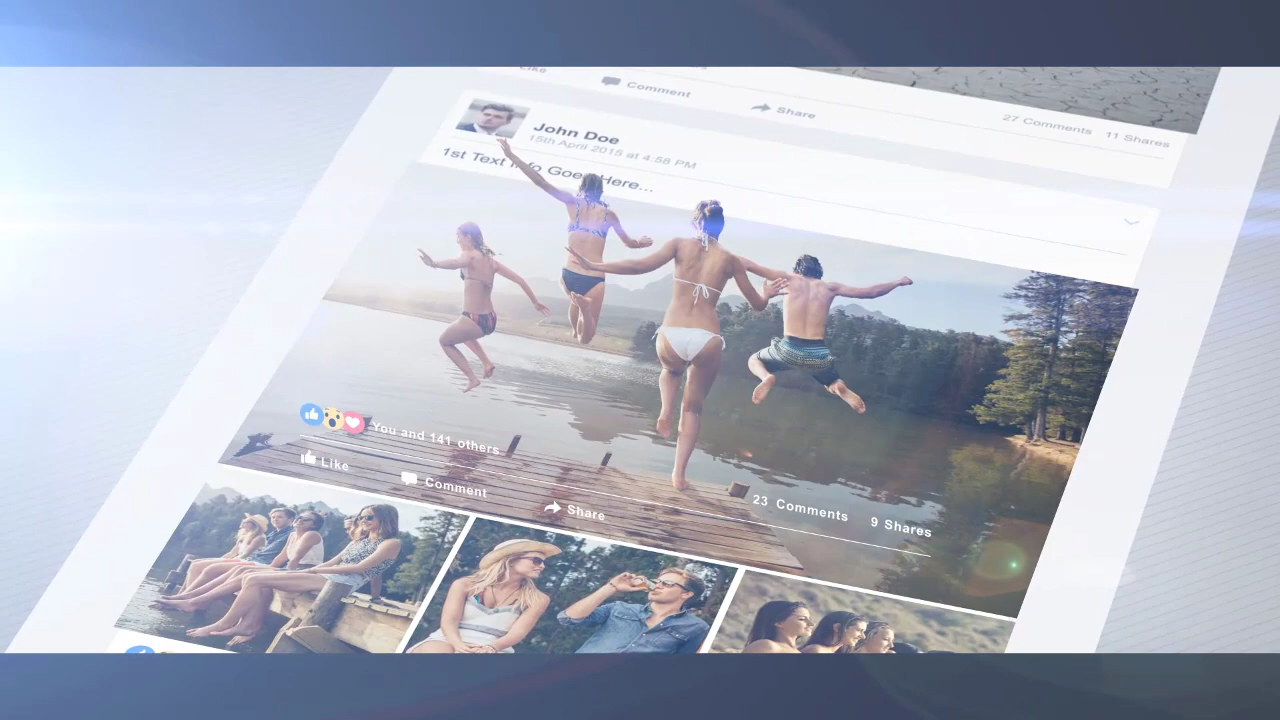 Like
Comment
Share
27 Comments 11 Shares
John Doe
15th April 2015 at 4:58 PM
1st Text Info Goes Here...
You and 141 others
Like
Comment
Share
23 Comments 9 Shares